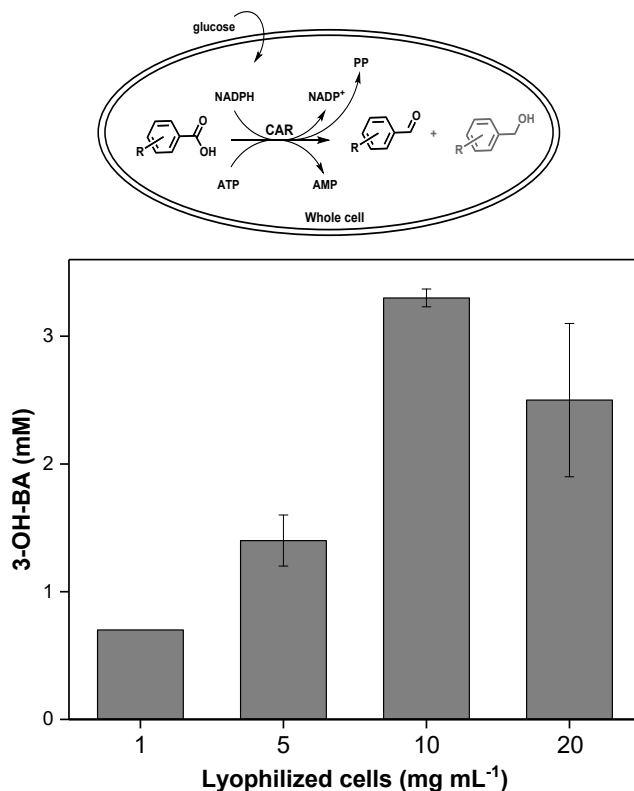 glucose
PP
NADPH
NADP+
CAR
O
OH
R
O
+
R
OH
R
ATP
AMP
Whole cell
3-OH-BA (mM)
3
2
1
0
1 5 10 20
Lyophilized cells (mg mL-1)